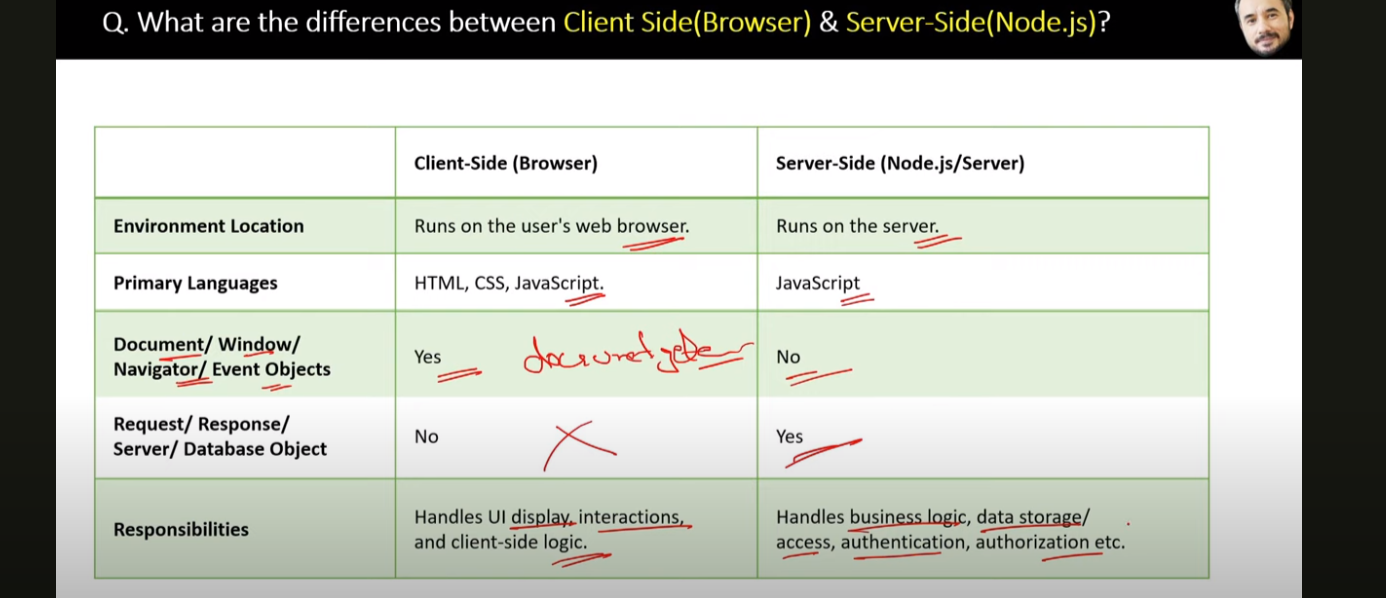 Q. What are the differences between Client Side(Browser) & Server-Side(Node.js)?
Client-Side (Browser)
Server-Side (Node.js/Server)
Environment Location
Runs on the user's web browser.
Runs on the server.
Primary Languages
HTML, CSS, JavaScript.
JavaScript
Document/ Window/
Navigator/ Event Objects
Yes
No
Request/ Response/
Server/ Database Object
No
Yes
Responsibilities
Handles UI display, interactions,
and client-side logic.
Handles business logic, data storage/
access, authentication, authorization etc.